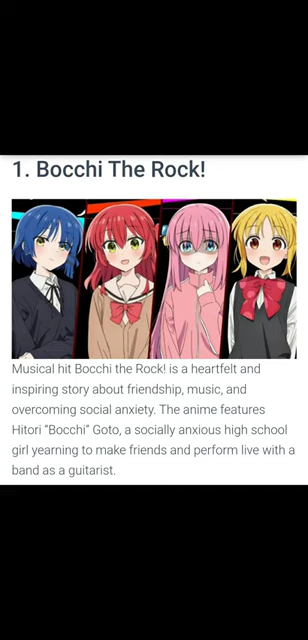 1. Bocchi The Rock!
Musical hit Bocchi the Rock! is a heartfelt and
inspiring story about friendship, music, and
overcoming social anxiety. The anime features
Hitori “Bocchi” Goto, a socially anxious high school
girl yearning to make friends and perform live with a
band as a guitarist.